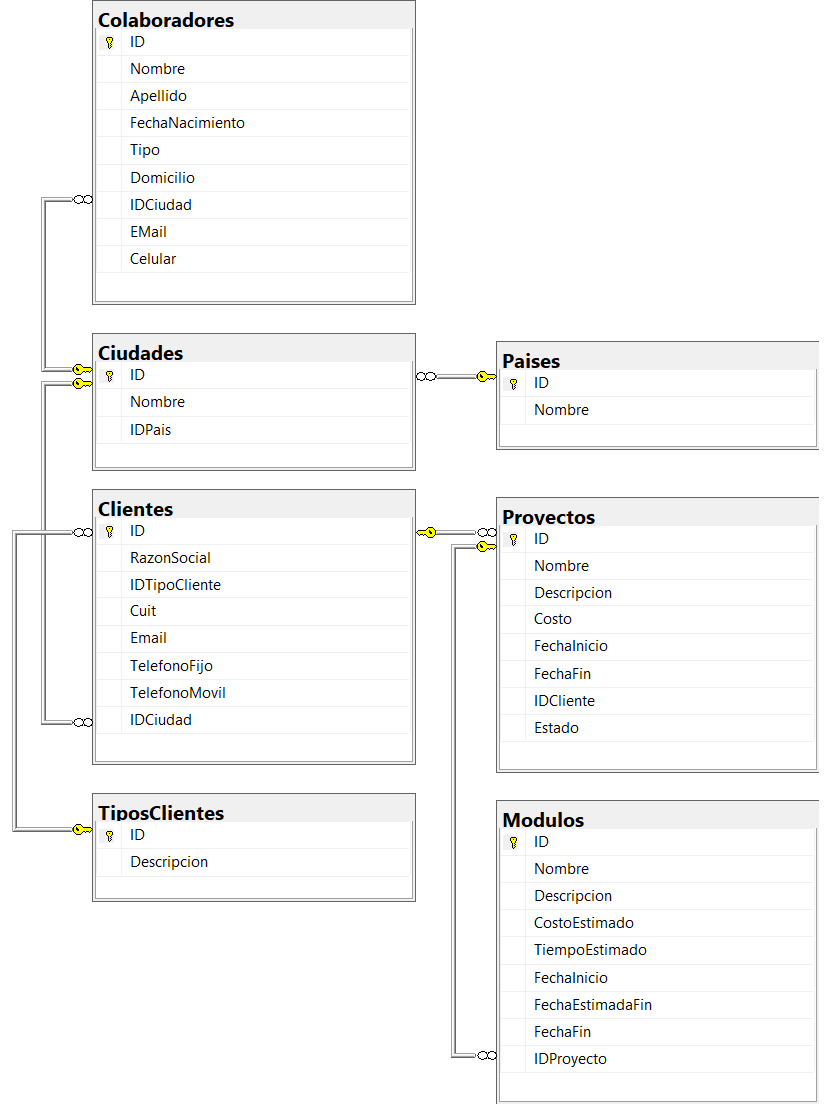 Colaboradores
ID
Nombre
Apellido
FechaNacimiento
Tipo
Domicilio
IDCiudad
EMail
Celular
Ciudades
ID
Nombre
IDPais
Paises
ID
Nombre
Clientes
ID
RazonSocial
IDTipoCliente
Cuit
Email
TelefonoFijo
TelefonoMovil
IDCiudad
Proyectos
ID
Nombre
Descripcion
Costo
FechaInicio
FechaFin
IDCliente
Estado
TiposClientes
ID
Descripcion
Modulos
ID
Nombre
Descripcion
CostoEstimado
TiempoEstimado
FechaInicio
FechaEstimadaFin
FechaFin
IDProyecto